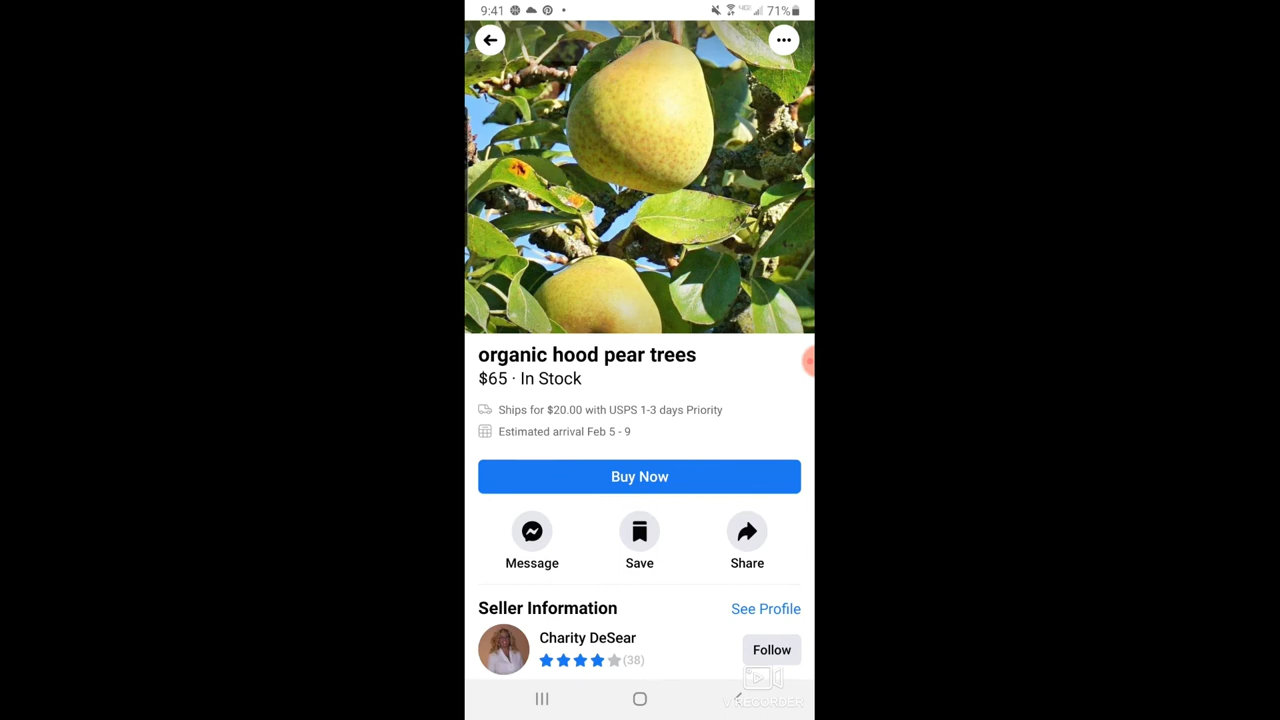 9:41
71%
organic hood pear trees
$65 · In Stock
Ships for $20.00 with USPS 1-3 days Priority
Estimated arrival Feb 5 - 9
Buy Now
Message Save Share
Seller Information See Profile
Charity DeSear
(38)
Follow
V RECORDER